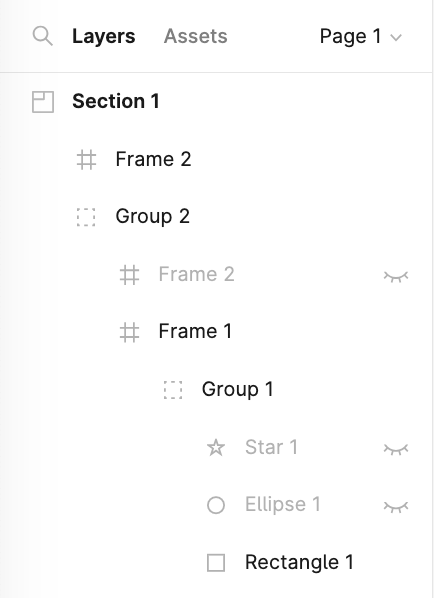 Layers Assets Page 1
Section 1
Frame 2
Group 2
Frame 2
Frame 1
Group 1
Star 1
Ellipse 1
Rectangle 1